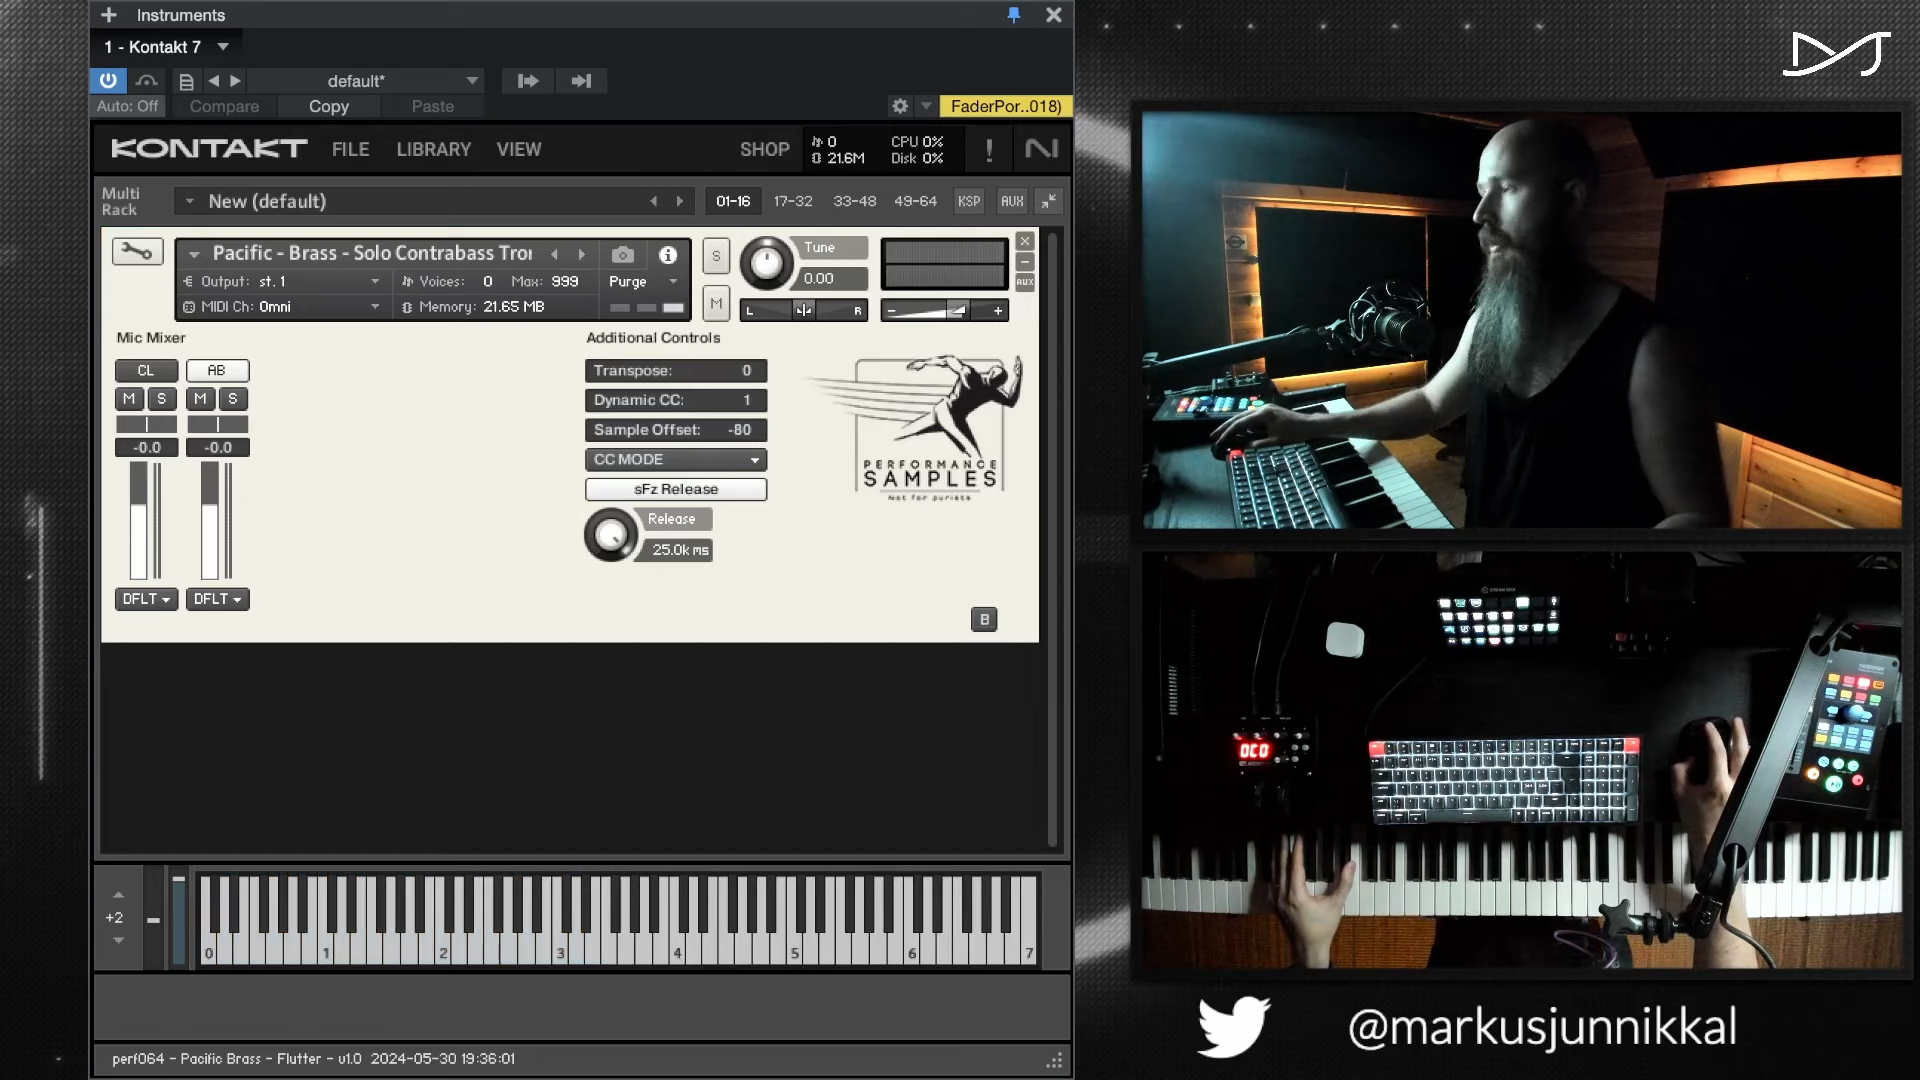 Instruments
1 - Kontakt 7
default*
Auto: Off
Compare
Copy
Paste
FaderPor..018)
KONTAKT
FILE
LIBRARY
VIEW
SHOP
0
21.6M
CPU 0%
Disk 0%
Multi
Rack
New (default)
01-16
17-32
33-48
49-64
KSP
AUX
Pacific - Brass - Solo Contrabass Tror
Output: st. 1
Voices: 0 Max: 999
Purge
MIDI Ch: Omni
Memory: 21.65 MB
S
M
Tune
0.00
L
R
AUX
Mic Mixer
CL
AB
M
S
M
S
-0.0
-0.0
DFLT
DFLT
Additional Controls
Transpose: 0
Dynamic CC: 1
Sample Offset: -80
CC MODE
sFz Release
Release
25.0k ms
PERFORMANCE
SAMPLES
Not for purists
B
+2
0
1
2
3
4
5
6
7
perf064 - Pacific Brass - Flutter - v1.0 2024-05-30 19:36:01
@markusjunnikkal